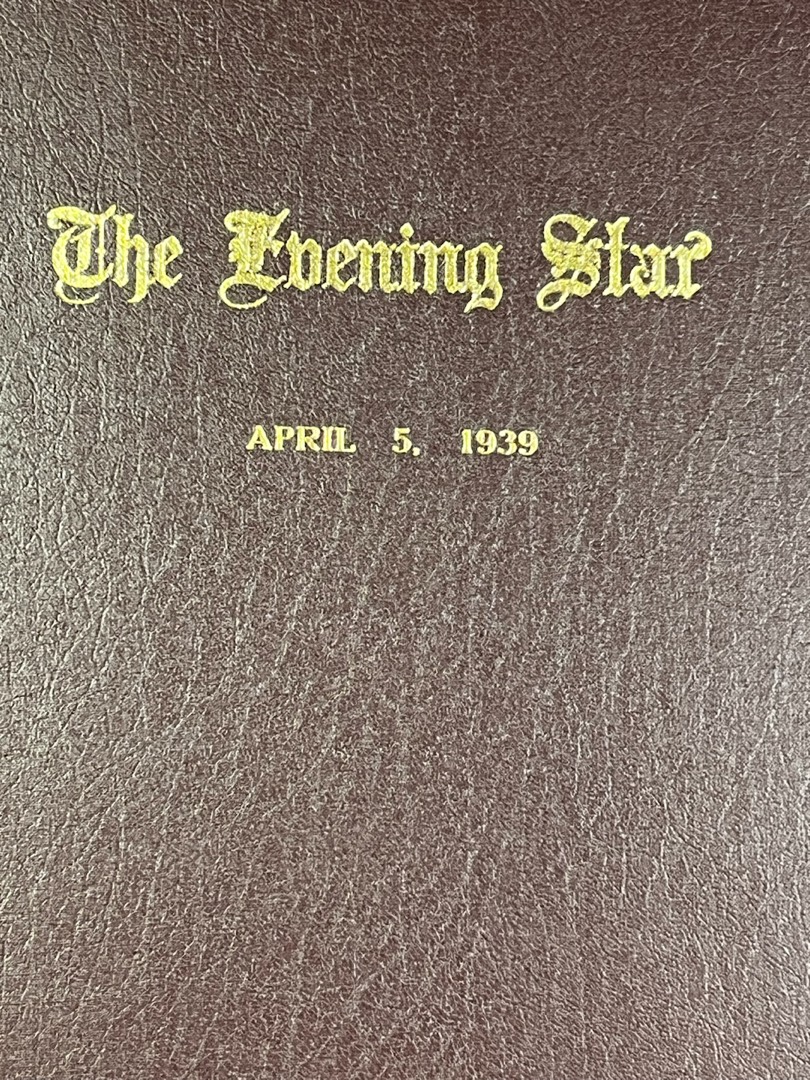 The Evening Star
APRIL 5, 1939